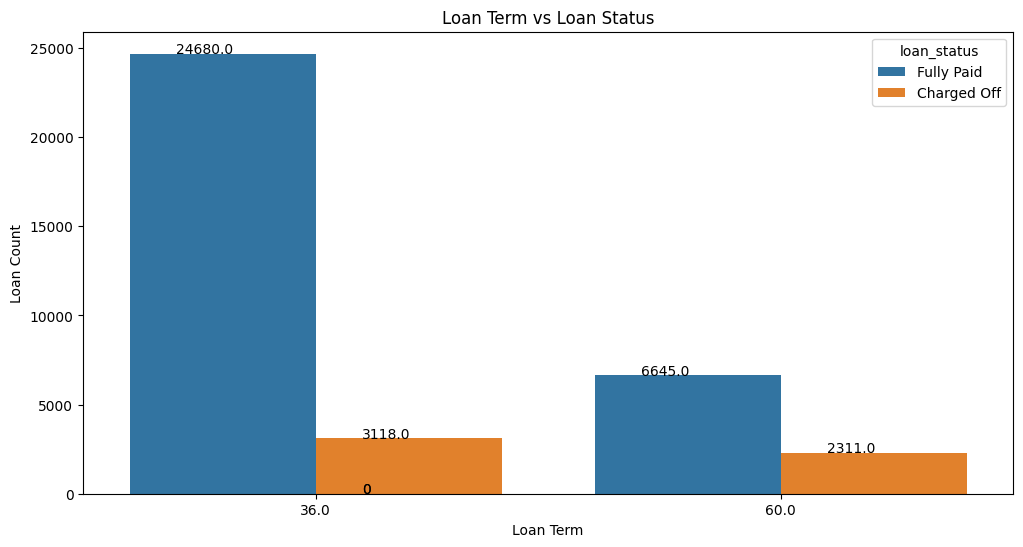 Loan Term vs Loan Status
loan_status
Fully Paid
Charged Off
Loan Count
25000
20000
15000
10000
5000
0
24680.0
3118.0
0
6645.0
2311.0
36.0
60.0
Loan Term